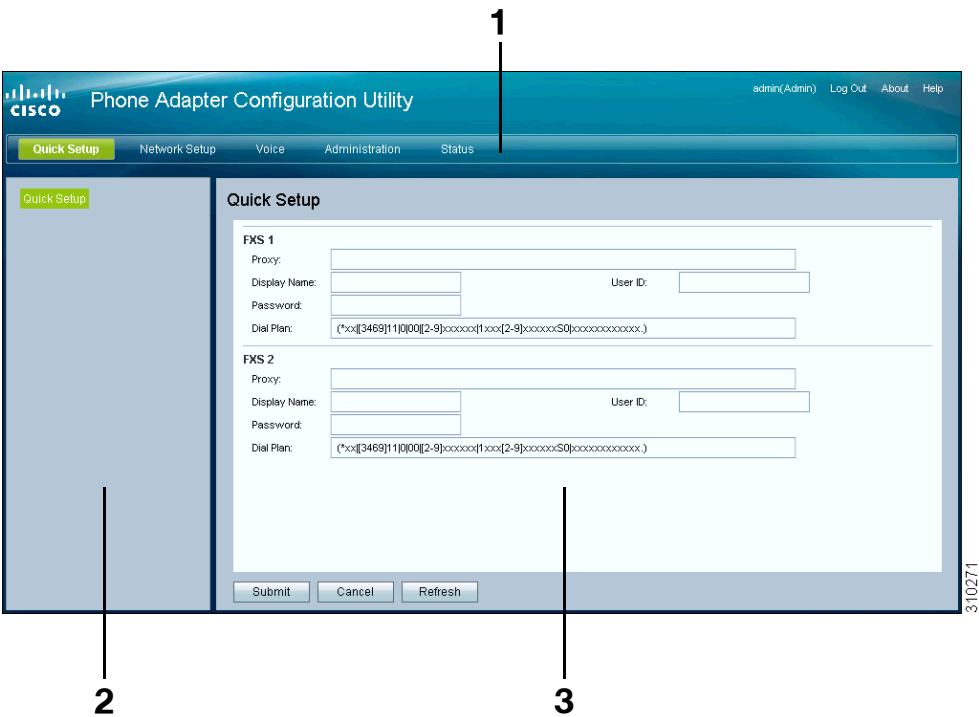 1
CISCO Phone Adapter Configuration Utility admin(Admin) Log Out About Help
Quick Setup Network Setup Voice Administration Status
Quick Setup
Quick Setup
FXS 1
Proxy:
Display Name: User ID:
Password:
Dial Plan: (*xx|[3469]11|0|00|[2-9]xxxxxx|1xxx[2-9]xxxxxxS0|xxxxxxxxxxxx.)
FXS 2
Proxy:
Display Name: User ID:
Password:
Dial Plan: (*xx|[3469]11|0|00|[2-9]xxxxxx|1xxx[2-9]xxxxxxS0|xxxxxxxxxxxx.)
Submit Cancel Refresh
310271
2 3